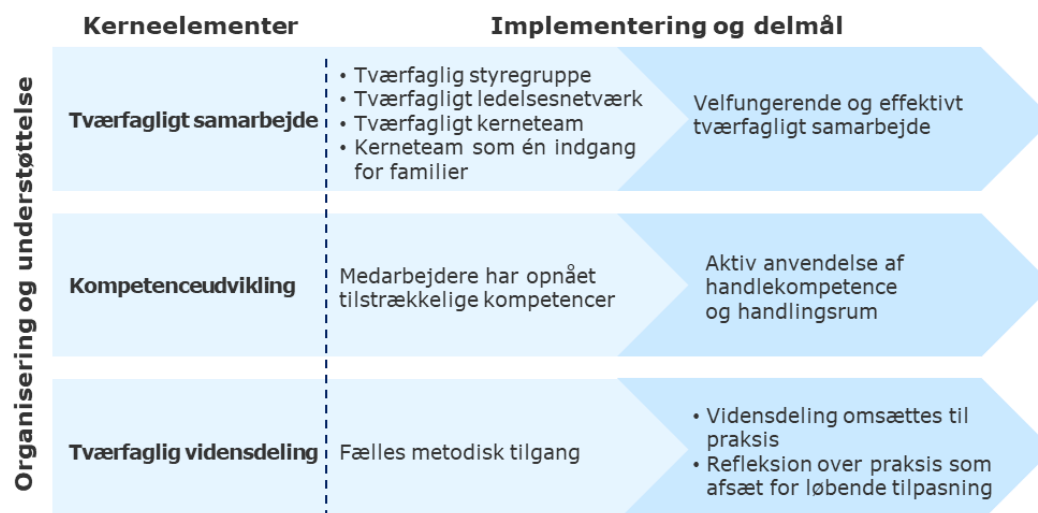 Kerneelementer
Implementering og delmål
Organisering og understøttelse
Tværfagligt samarbejde
• Tværfaglig styregruppe
• Tværfagligt ledelsesnetværk
• Tværfagligt kerneteam
• Kerneteam som én indgang
for familier
Velfungerende og effektivt
tværfagligt samarbejde
Kompetenceudvikling
Medarbejdere har opnået
tilstrækkelige kompetencer
Aktiv anvendelse af
handlekompetence
og handlingsrum
Tværfaglig vidensdeling
Fælles metodisk tilgang
• Vidensdeling omsættes til
praksis
• Refleksion over praksis som
afsæt for løbende tilpasning